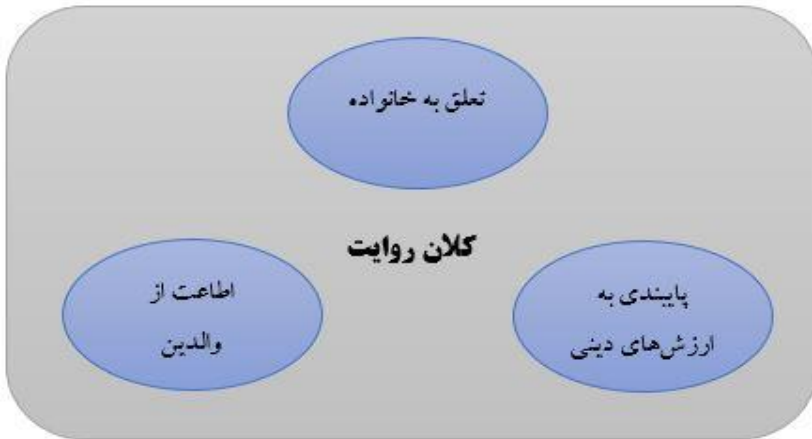 تعلق به خانواده
کلان روایت
پایبندی به
ارزش‌های دینی
اطاعت از
والدین